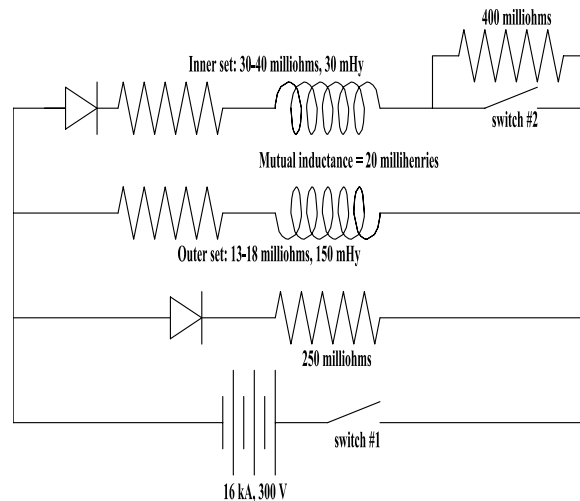 400 milliohms
Inner set: 30-40 milliohms, 30 mHy
switch #2
Mutual inductance = 20 millihenries
Outer set: 13-18 milliohms, 150 mHy
250 milliohms
switch #1
16 kA, 300 V